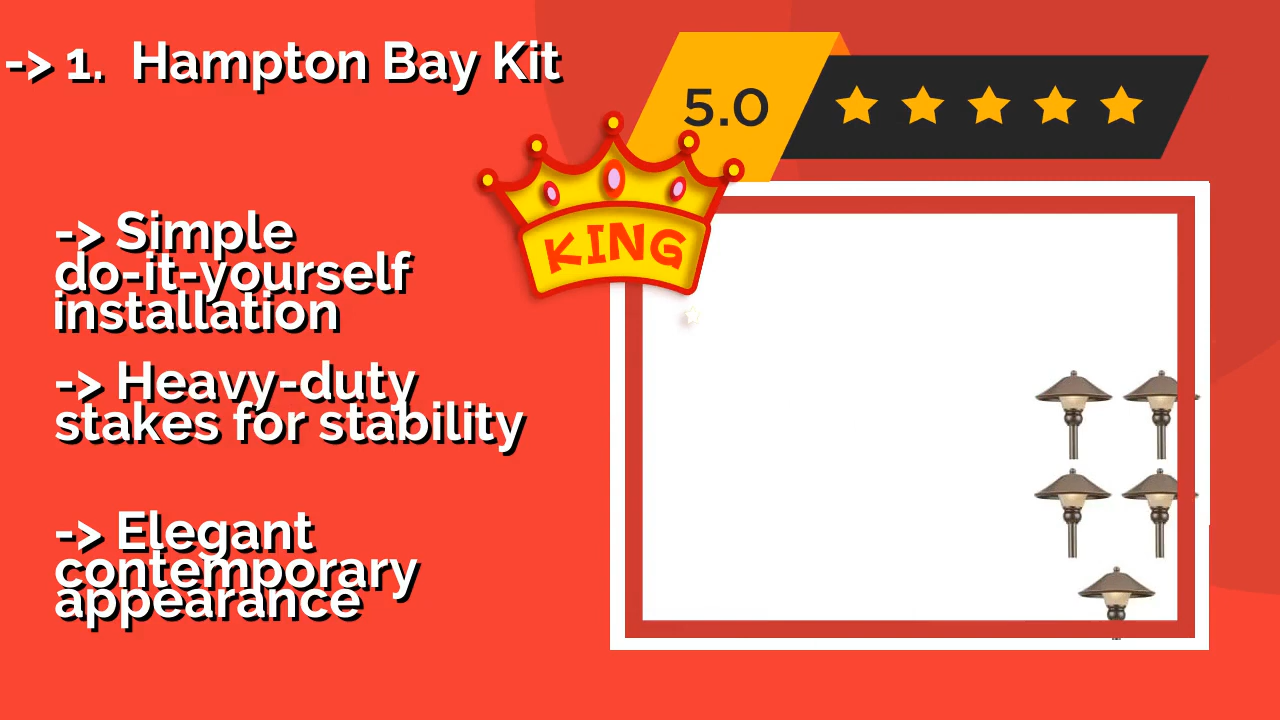 -> 1. Hampton Bay Kit
5.0
KING
-> Simple
do-it-yourself
installation
-> Heavy-duty
stakes for stability
-> Elegant
contemporary
appearance